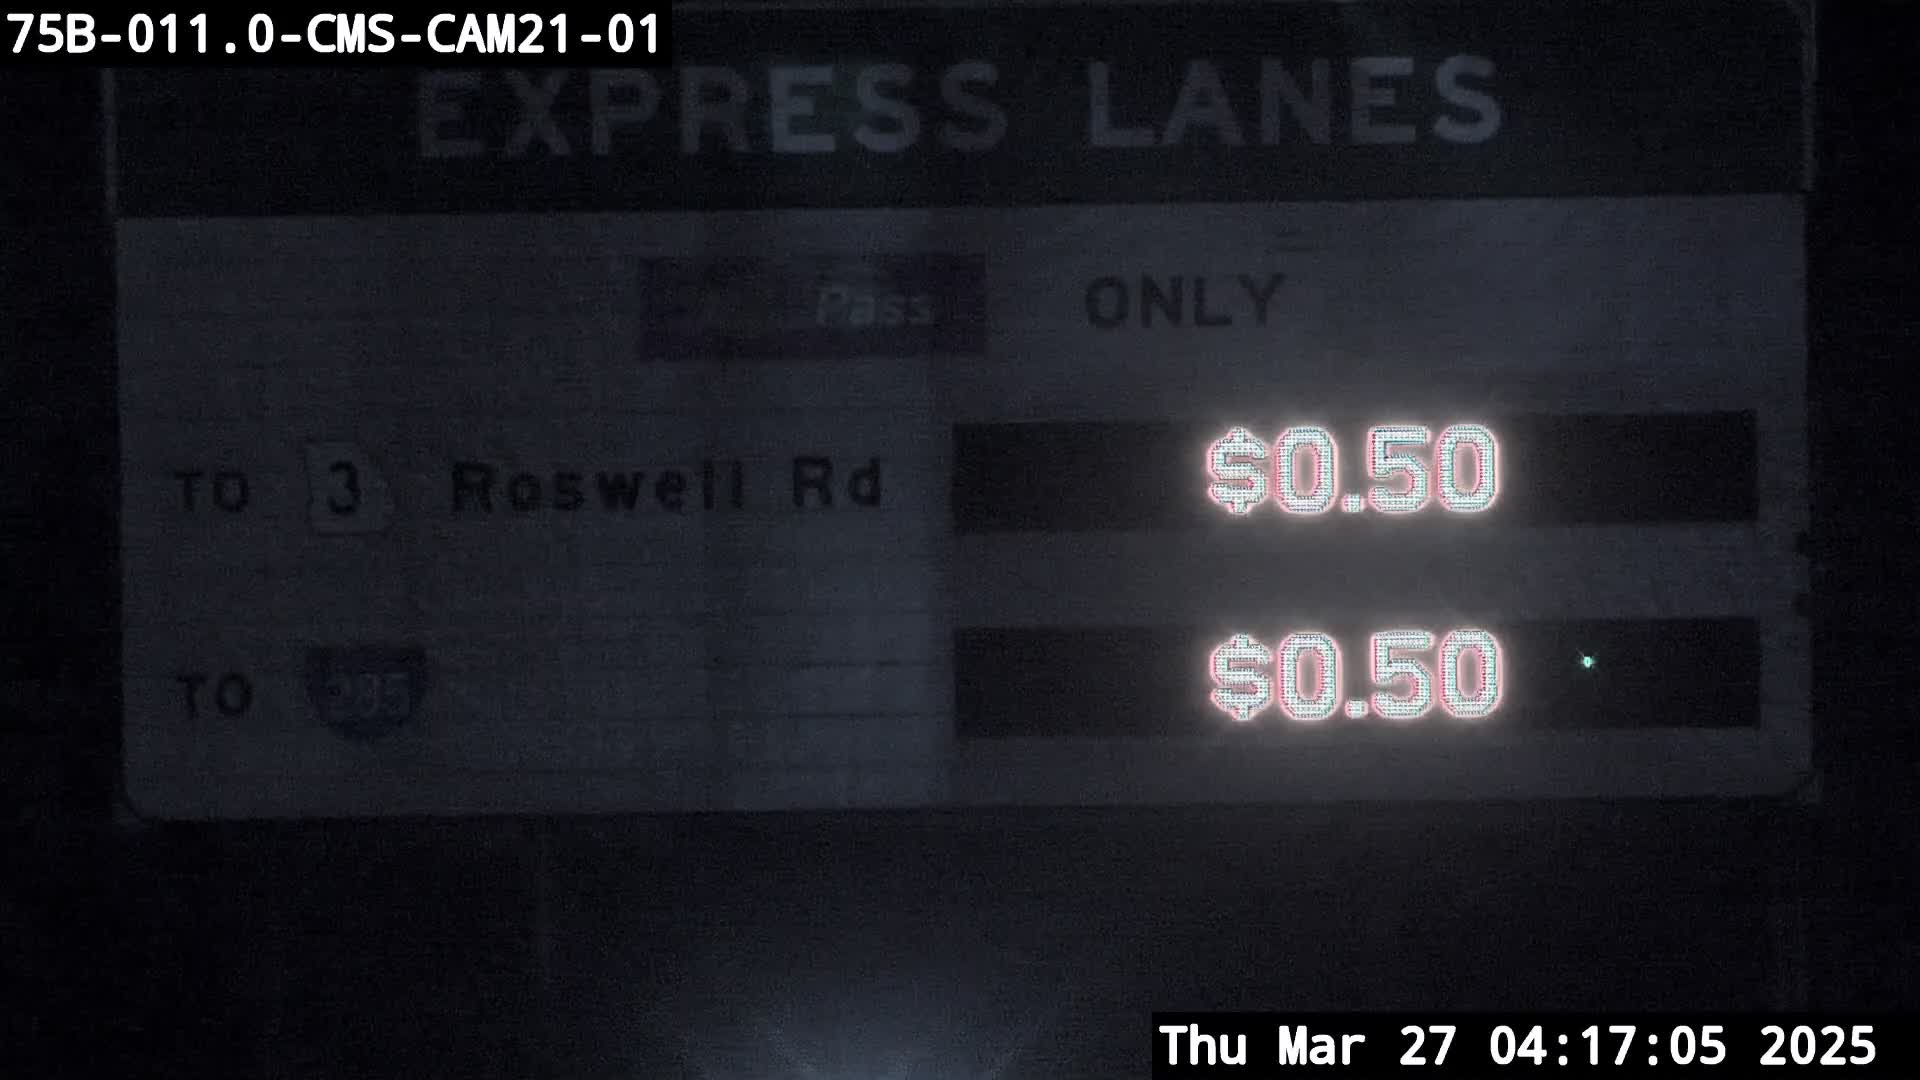 75B-011.0-CMS-CAM21-01
EXPRESS LANES
Pass ONLY
TO 3 Roswell Rd $0.50
TO $0.50
Thu Mar 27 04:17:05 2025